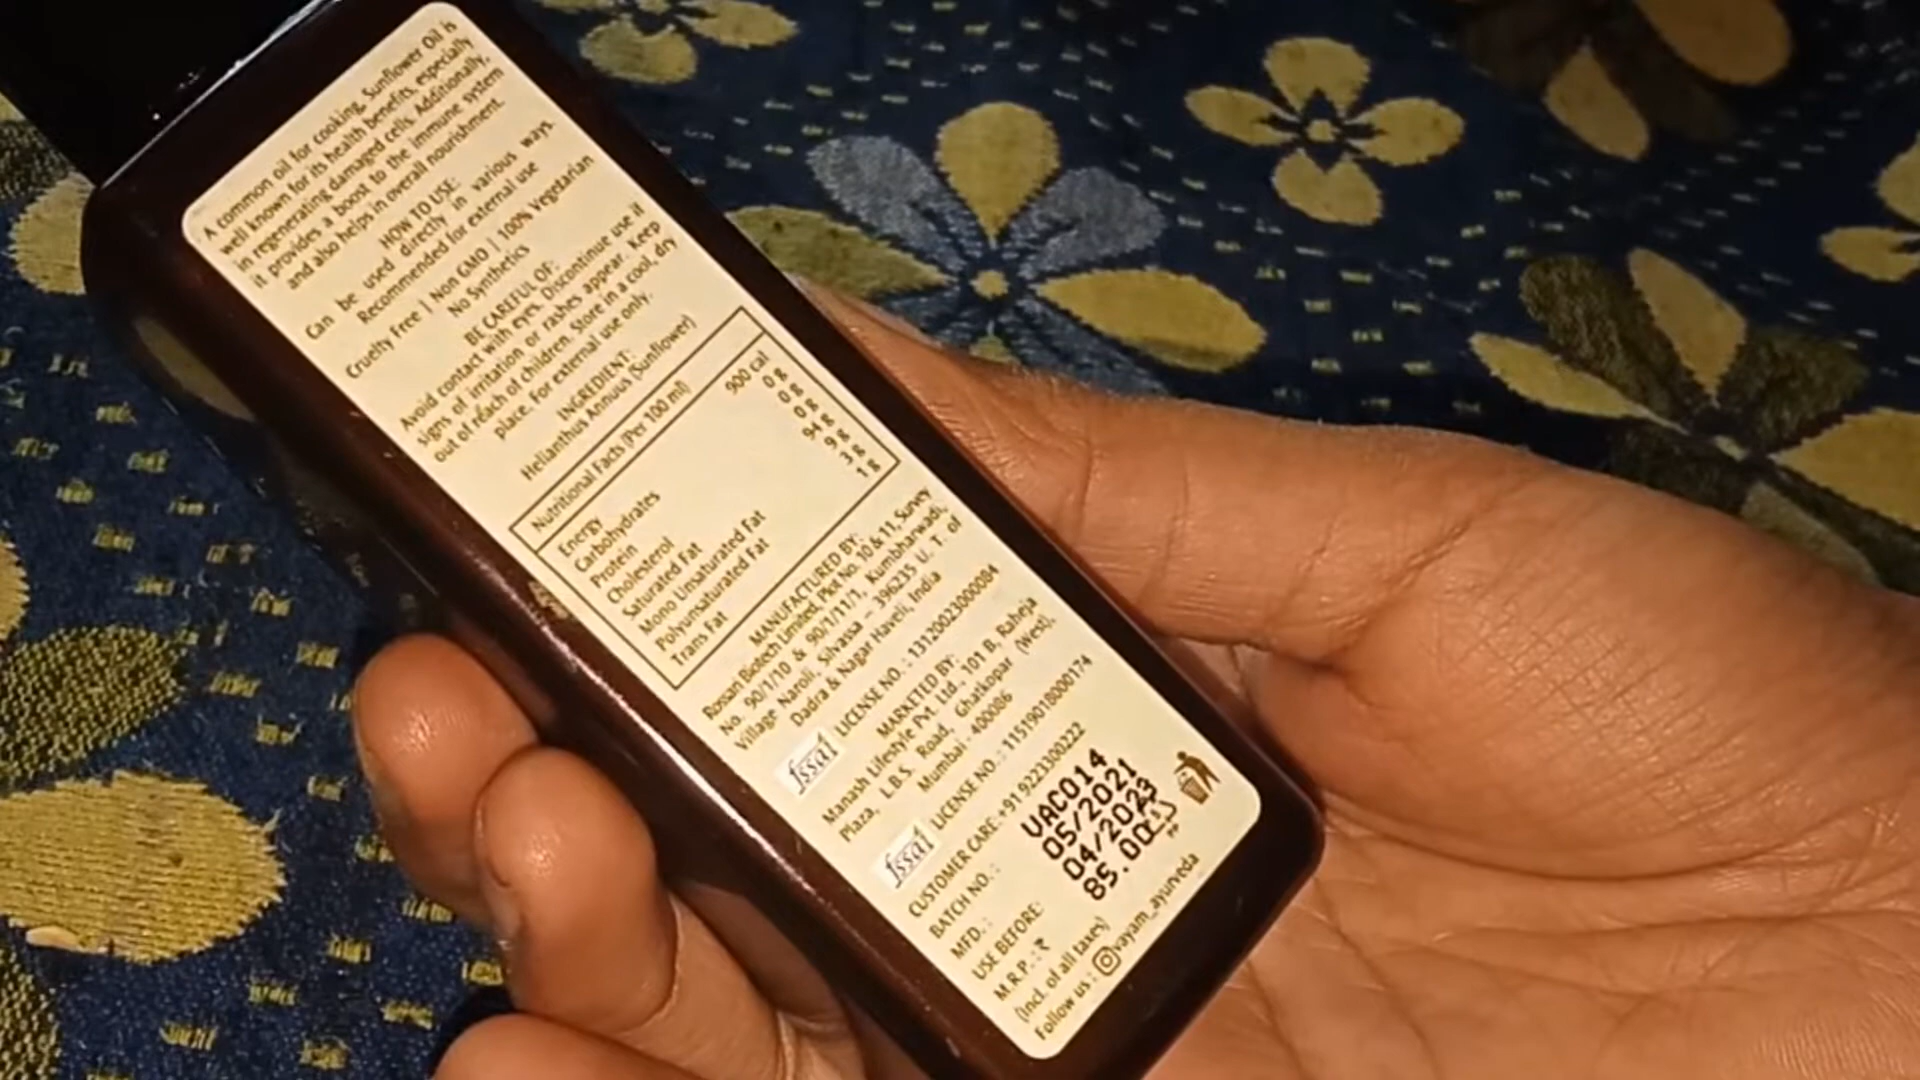 A common oil for cooking, Sunflower Oil is
well known for its health benefits, especially
in regenerating damaged cells. Additionally,
it provides a boost to the immune system
and also helps in overall nourishment.
HOW TO USE:
Can be used directly in various ways.
Recommended for external use
Cruelty Free | Non GMO | 100% Vegetarian
No Synthetics
BE CAREFUL OF:
Avoid contact with eyes. Discontinue use if
signs of irritation or rashes appear. Keep
out of reach of children. Store in a cool, dry
place. For external use only.
INGREDIENT:
Helianthus Annuus (Sunflower)
Nutritional Facts (Per 100 ml)
Energy 900 cal
Carbohydrates 0 g
Protein 0 g
Cholesterol 0 g
Saturated Fat 94 g
Mono Unsaturated Fat 9 g
Polyunsaturated Fat 3 g
Trans Fat 1 g
MANUFACTURED BY:
Rossari Biotech Limited, Plot No. 10 & 11, Survey
No. 90/1/10 & 90/1/11/1, Kumbharwadi,
Village Naroli, Silvassa – 396235 U. T. of
Dadra & Nagar Haveli, India
fssai LICENSE NO. : 13120023000084
MARKETED BY:
Manash Lifestyle Pvt. Ltd., 101 B, Raheja
Plaza, L.B.S. Road, Ghatkopar (West),
Mumbai - 400086
fssai LICENSE NO. : 11519018000174
CUSTOMER CARE: +91 9223300222
BATCH NO. : UACO14
MFD. : 05/2021
USE BEFORE: 04/2023
M.R.P. : ₹ 85.00
(Incl. of all taxes)
Follow us : vayam_ayurveda